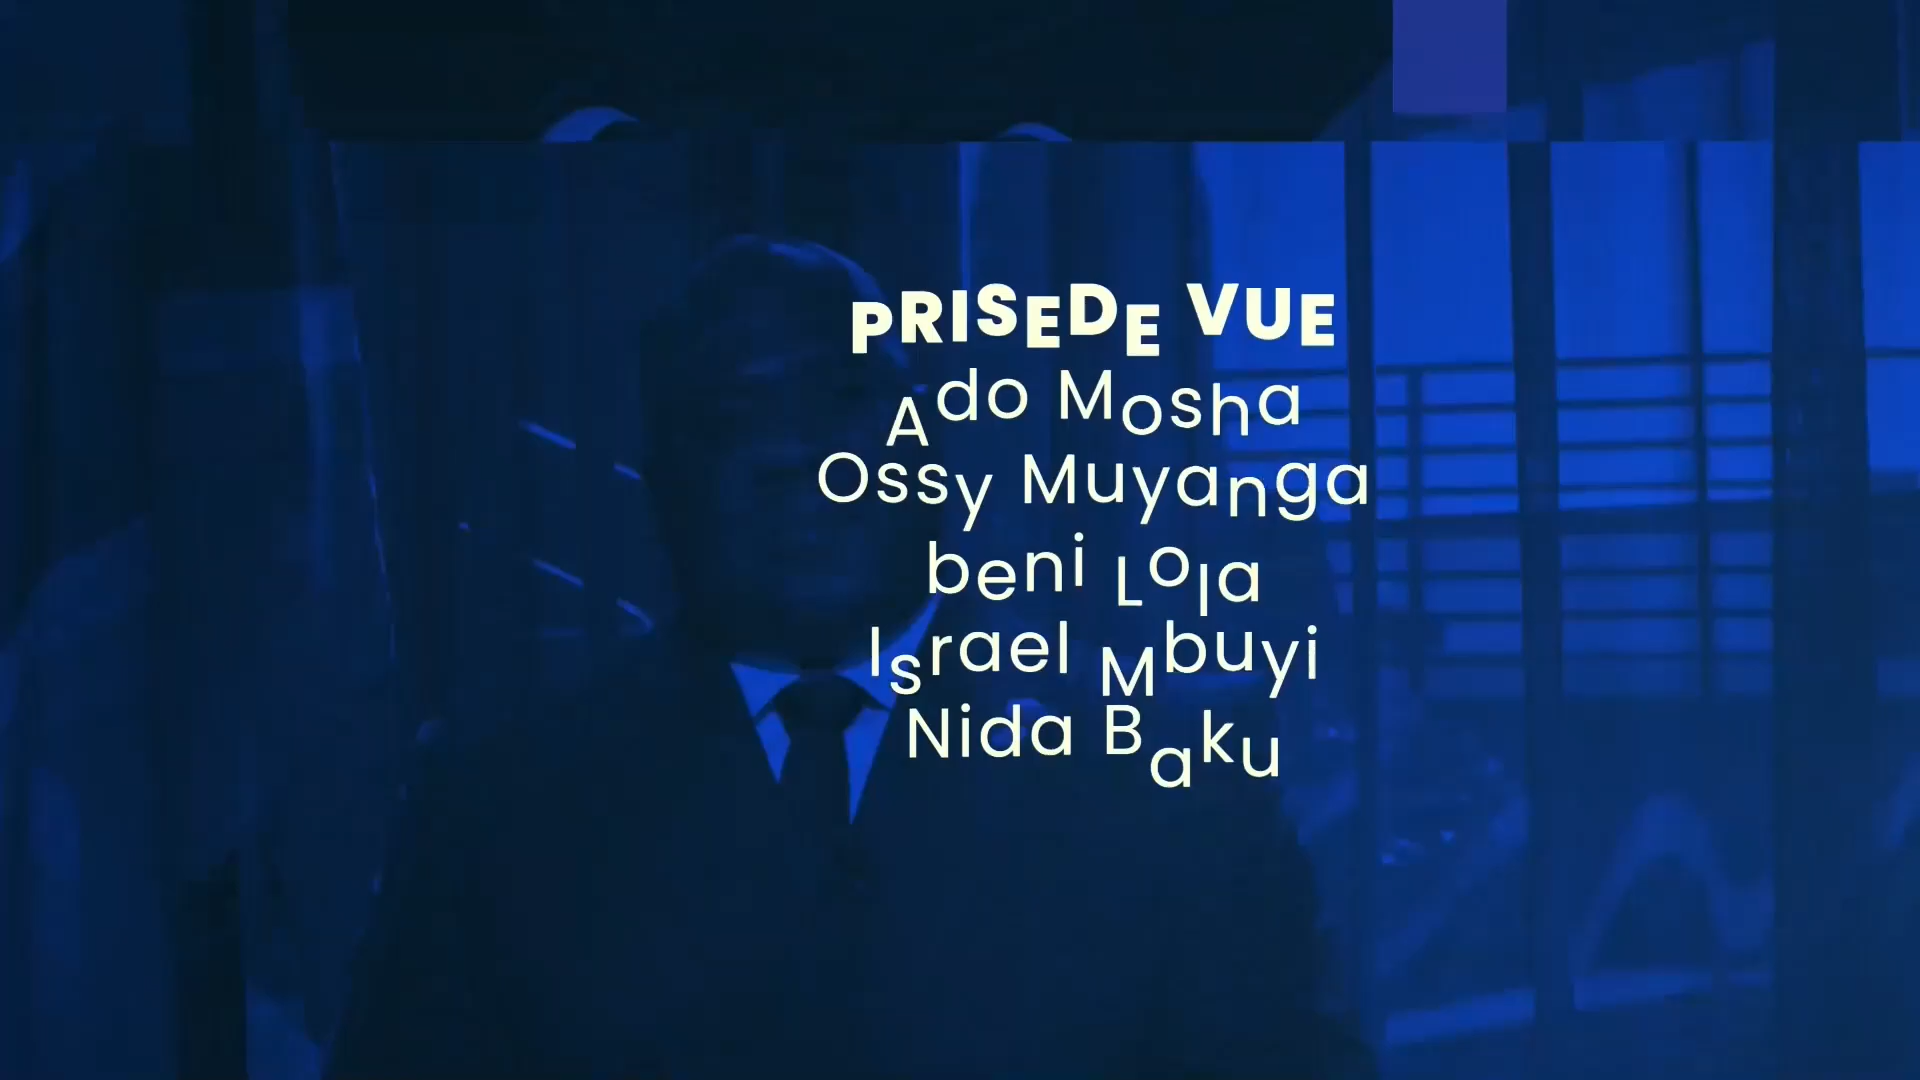 PRISEDE VUE
Ado Mosha
Ossy Muyanga
beni Lola
Israel Mbuyi
Nida Baku